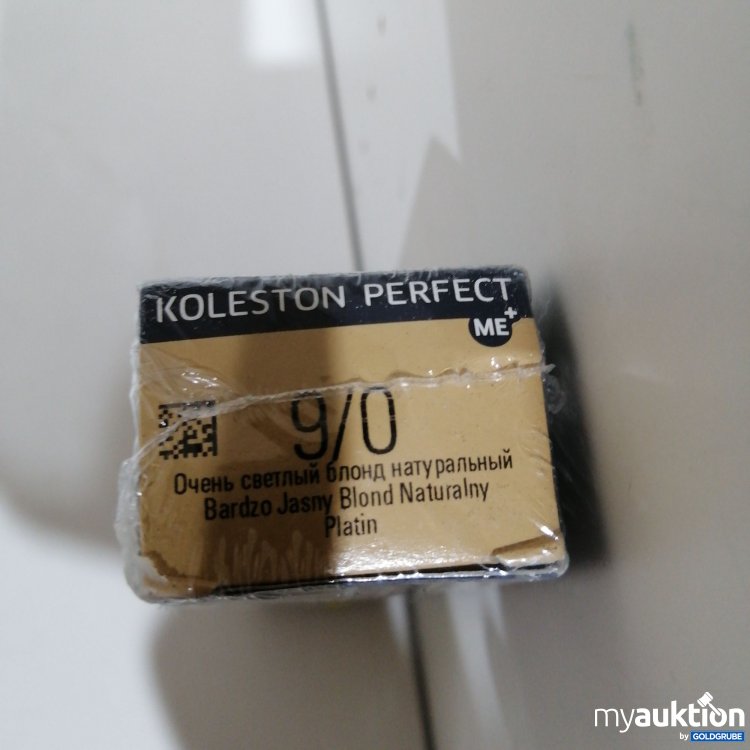 KOLESTON PERFECT
ME+
9/0
Очень светлый блонд натуральный
Bardzo Jasny Blond Naturalny
Platin
myauktion
by GOLDGRUBE